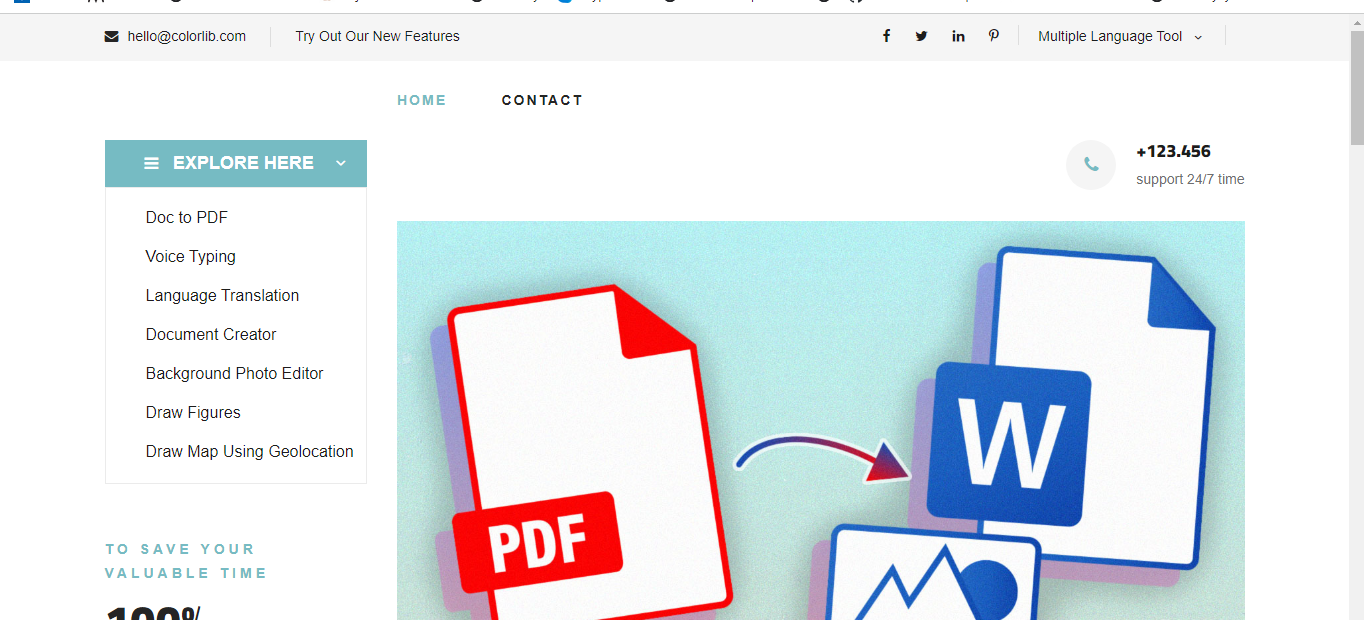 hello@colorlib.com
Try Out Our New Features
Multiple Language Tool
HOME
CONTACT
EXPLORE HERE
+123.456
support 24/7 time
Doc to PDF
Voice Typing
Language Translation
Document Creator
Background Photo Editor
Draw Figures
Draw Map Using Geolocation
PDF
W
TO SAVE YOUR
VALUABLE TIME
100%